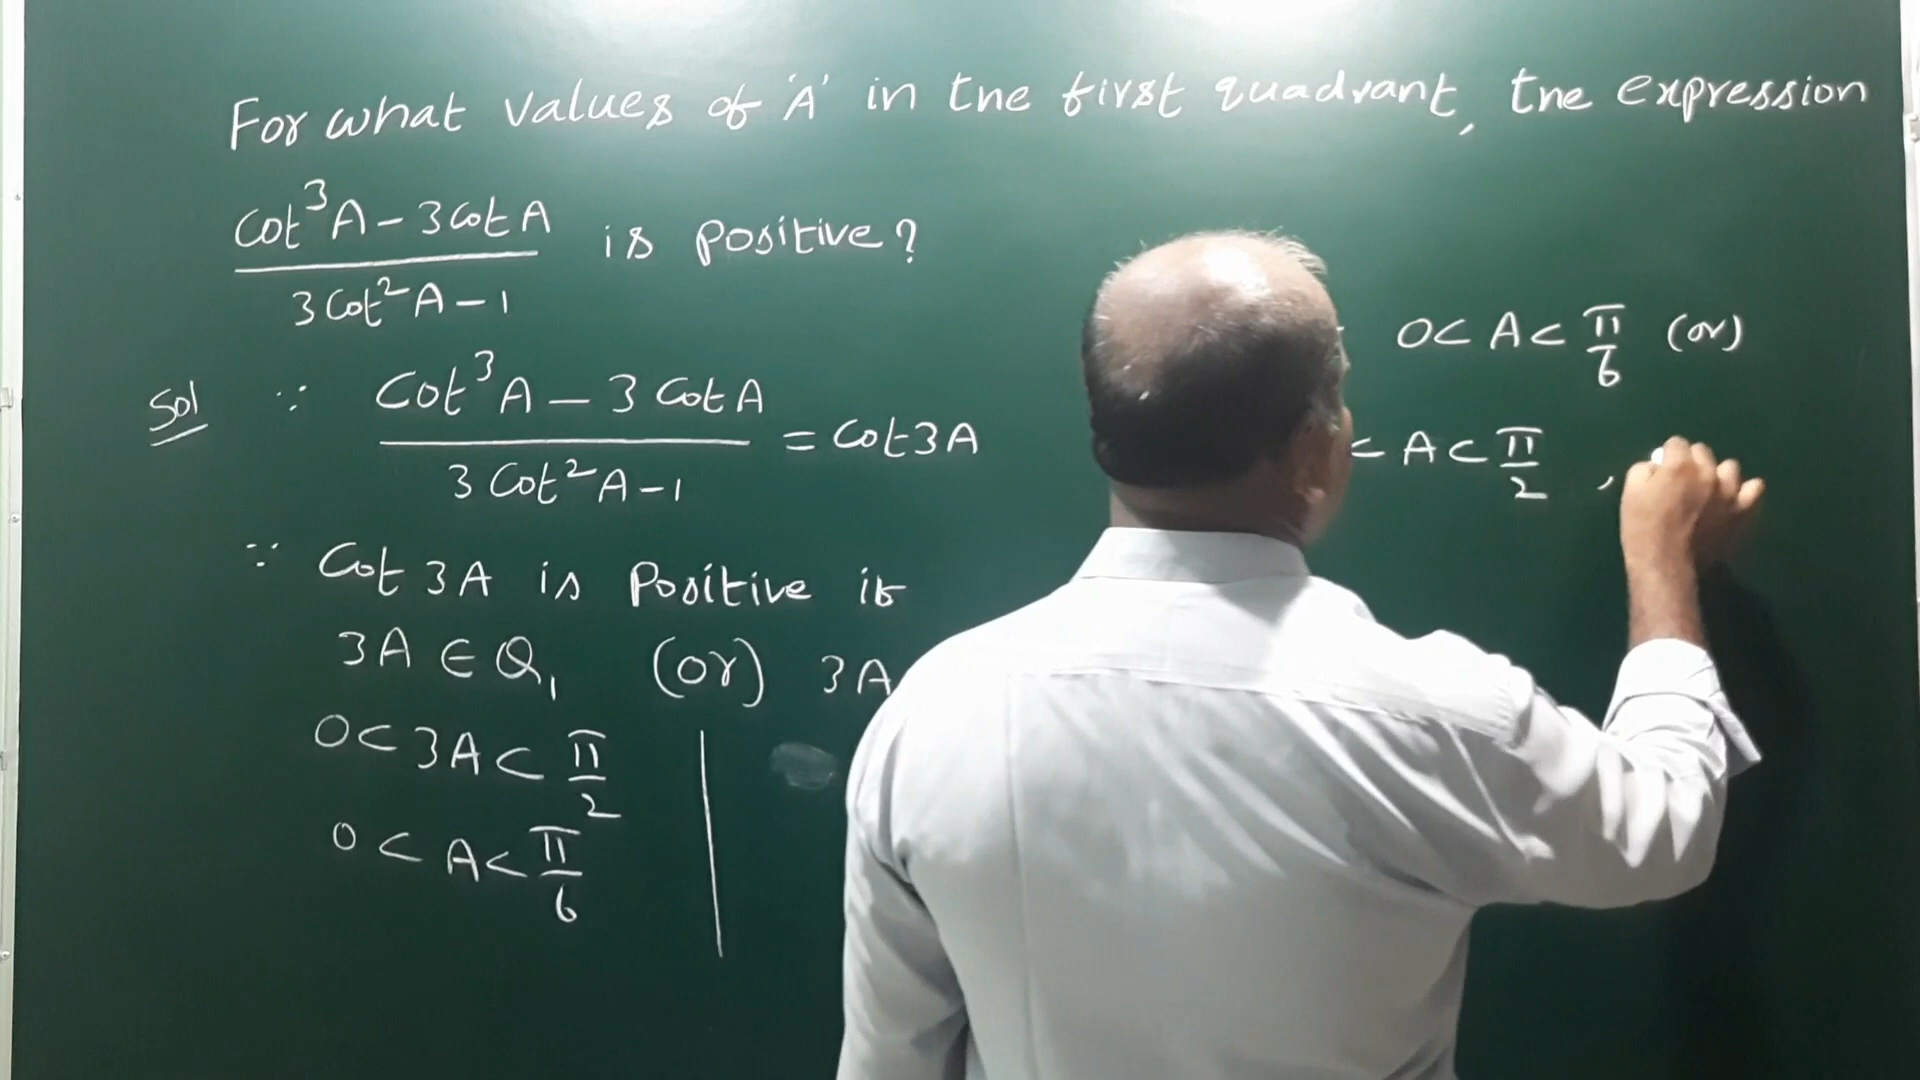 For what values of 'A' in the first quadrant, the expression
cot³A - 3cotA / 3cot²A - 1 is positive?
Sol ∵ cot³A - 3cotA / 3cot²A - 1 = cot3A
∵ cot 3A is positive if
3A ∈ Q₁ (or) 3A
0 < 3A < π/2
0 < A < π/6
0 < A < π/6 (or)
< A < π/2 ,